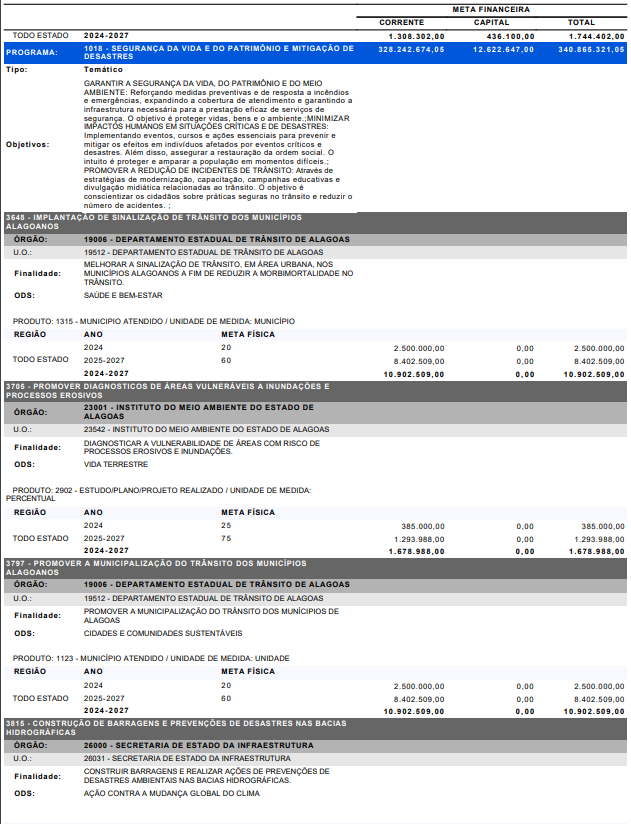 META FINANCEIRA
CORRENTE CAPITAL TOTAL
TODO ESTADO 2024-2027 1.308.302,00 436.100,00 1.744.402,00
PROGRAMA: 1018 - SEGURANÇA DA VIDA E DO PATRIMÔNIO E MITIGAÇÃO DE DESASTRES 328.242.674,05 12.622.647,00 340.865.321,05
Tipo: Temático
Objetivos:
GARANTIR A SEGURANÇA DA VIDA, DO PATRIMÔNIO E DO MEIO
AMBIENTE: Reforçando medidas preventivas e de resposta a incêndios
e emergências, expandindo a cobertura de atendimento e garantindo a
infraestrutura necessária para a prestação eficaz de serviços de
segurança. O objetivo é proteger vidas, bens e o ambiente.;MINIMIZAR
IMPACTOS HUMANOS EM SITUAÇÕES CRÍTICAS E DE DESASTRES:
Implementando eventos, cursos e ações essenciais para prevenir e
mitigar os efeitos em indivíduos afetados por eventos críticos e
desastres. Além disso, assegurar a restauração da ordem social. O
intuito é proteger e amparar a população em momentos difíceis.;
PROMOVER A REDUÇÃO DE INCIDENTES DE TRÂNSITO: Através de
estratégias de modernização, capacitação, campanhas educativas e
divulgação midiática relacionadas ao trânsito. O objetivo é
conscientizar os cidadãos sobre práticas seguras no trânsito e reduzir o
número de acidentes. ;
3648 - IMPLANTAÇÃO DE SINALIZAÇÃO DE TRÂNSITO DOS MUNICÍPIOS
ALAGOANOS
ÓRGÃO: 19006 - DEPARTAMENTO ESTADUAL DE TRÂNSITO DE ALAGOAS
U.O.: 19512 - DEPARTAMENTO ESTADUAL DE TRÂNSITO DE ALAGOAS
Finalidade: MELHORAR A SINALIZAÇÃO DE TRÂNSITO, EM ÁREA URBANA, NOS
MUNICÍPIOS ALAGOANOS A FIM DE REDUZIR A MORBIMORTALIDADE NO
TRÂNSITO.
ODS: SAÚDE E BEM-ESTAR
PRODUTO: 1315 - MUNICIPIO ATENDIDO / UNIDADE DE MEDIDA: MUNICÍPIO
REGIÃO ANO META FÍSICA
2024 20 2.500.000,00 0,00 2.500.000,00
TODO ESTADO 2025-2027 60 8.402.509,00 0,00 8.402.509,00
2024-2027 10.902.509,00 0,00 10.902.509,00
3705 - PROMOVER DIAGNOSTICOS DE ÁREAS VULNERÁVEIS A INUNDAÇÕES E
PROCESSOS EROSIVOS
ÓRGÃO: 23001 - INSTITUTO DO MEIO AMBIENTE DO ESTADO DE
ALAGOAS
U.O.: 23542 - INSTITUTO DO MEIO AMBIENTE DO ESTADO DE ALAGOAS
Finalidade: DIAGNOSTICAR A VULNERABILIDADE DE ÁREAS COM RISCO DE
PROCESSOS EROSIVOS E INUNDAÇÕES.
ODS: VIDA TERRESTRE
PRODUTO: 2902 - ESTUDO/PLANO/PROJETO REALIZADO / UNIDADE DE MEDIDA:
PERCENTUAL
REGIÃO ANO META FÍSICA
2024 25 385.000,00 0,00 385.000,00
TODO ESTADO 2025-2027 75 1.293.988,00 0,00 1.293.988,00
2024-2027 1.678.988,00 0,00 1.678.988,00
3797 - PROMOVER A MUNICIPALIZAÇÃO DO TRÂNSITO DOS MUNICÍPIOS
ALAGOANOS
ÓRGÃO: 19006 - DEPARTAMENTO ESTADUAL DE TRÂNSITO DE ALAGOAS
U.O.: 19512 - DEPARTAMENTO ESTADUAL DE TRÂNSITO DE ALAGOAS
Finalidade: PROMOVER A MUNICIPALIZAÇÃO DO TRÂNSITO DOS MUNÍCIPIOS DE
ALAGOAS
ODS: CIDADES E COMUNIDADES SUSTENTÁVEIS
PRODUTO: 1123 - MUNICÍPIO ATENDIDO / UNIDADE DE MEDIDA: UNIDADE
REGIÃO ANO META FÍSICA
2024 20 2.500.000,00 0,00 2.500.000,00
TODO ESTADO 2025-2027 60 8.402.509,00 0,00 8.402.509,00
2024-2027 10.902.509,00 0,00 10.902.509,00
3815 - CONSTRUÇÃO DE BARRAGENS E PREVENÇÕES DE DESASTRES NAS BACIAS
HIDROGRÁFICAS
ÓRGÃO: 26000 - SECRETARIA DE ESTADO DA INFRAESTRUTURA
U.O.: 26031 - SECRETARIA DE ESTADO DA INFRAESTRUTURA
Finalidade: CONSTRUIR BARRAGENS E REALIZAR AÇÕES DE PREVENÇÕES DE
DESASTRES AMBIENTAIS NAS BACIAS HIDROGRÁFICAS.
ODS: AÇÃO CONTRA A MUDANÇA GLOBAL DO CLIMA